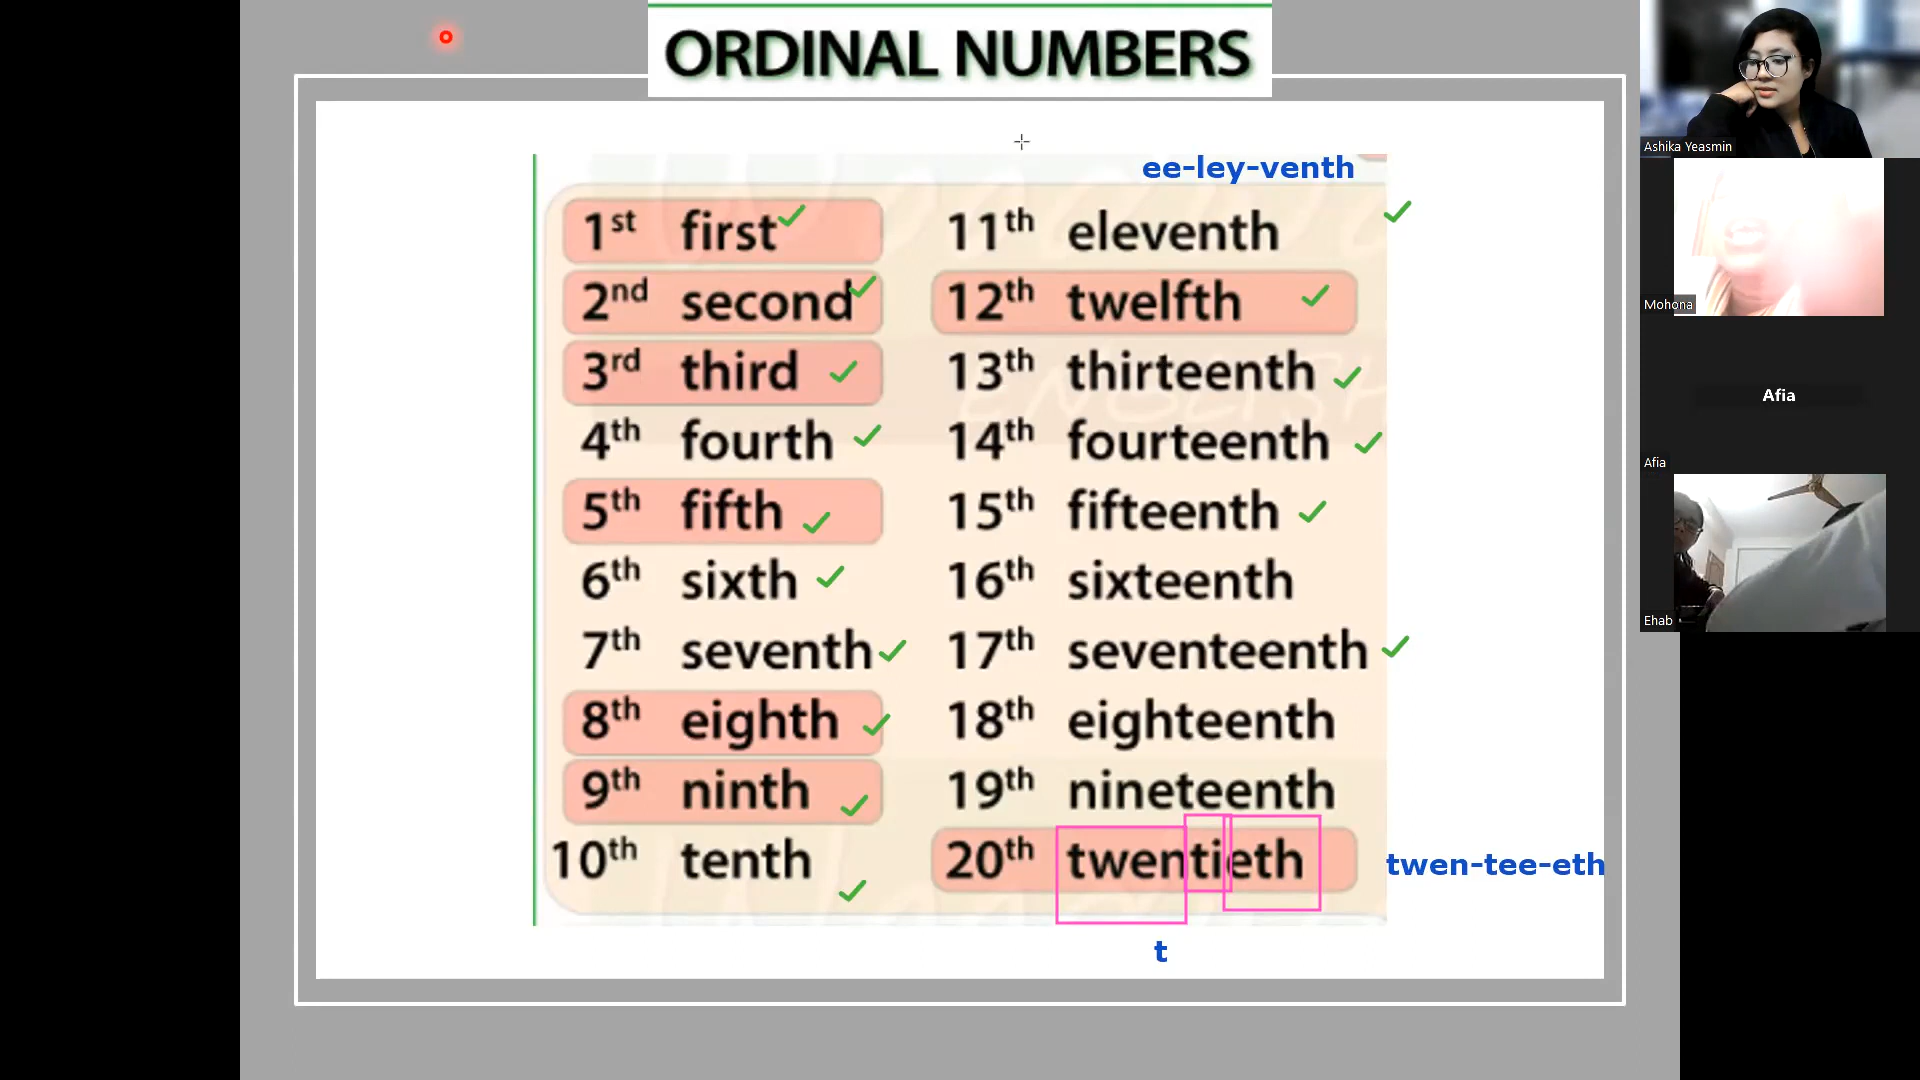 ORDINAL NUMBERS
ee-ley-venth
1st first
2nd second
3rd third
4th fourth
5th fifth
6th sixth
7th seventh
8th eighth
9th ninth
10th tenth
11th eleventh
12th twelfth
13th thirteenth
14th fourteenth
15th fifteenth
16th sixteenth
17th seventeenth
18th eighteenth
19th nineteenth
20th twentieth
twen-tee-eth
t
Ashika Yeasmin
Mohona
Afia
Afia
Ehab